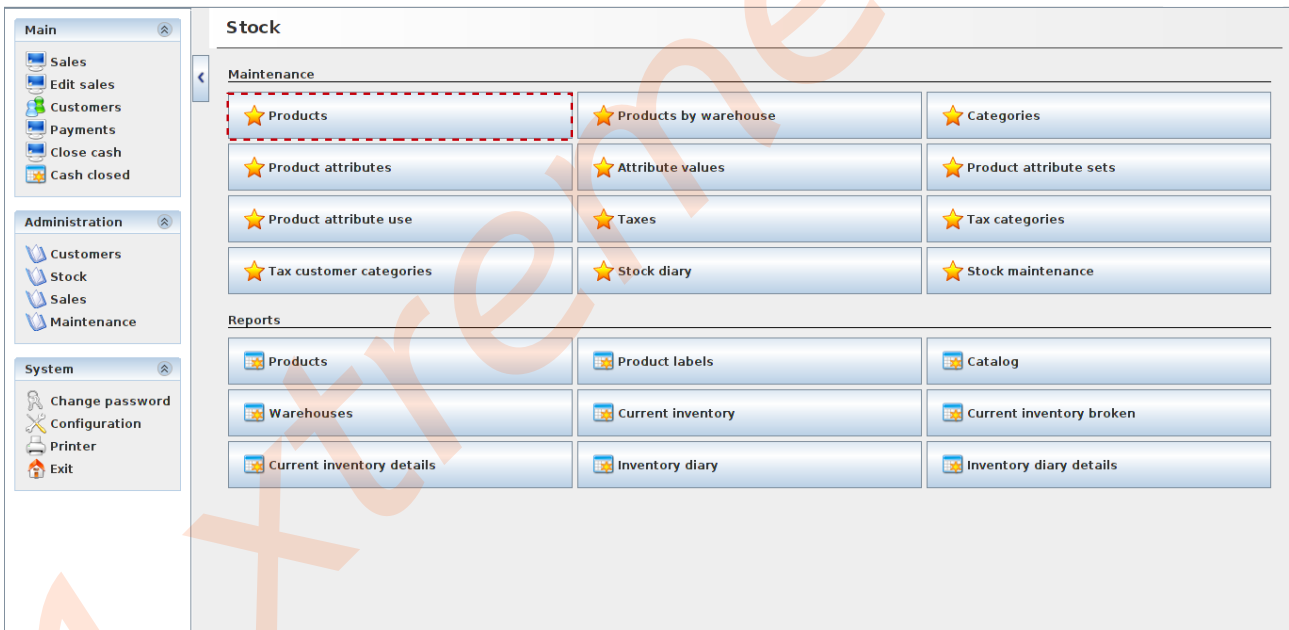 Main
Sales
Edit sales
Customers
Payments
Close cash
Cash closed
Administration
Customers
Stock
Sales
Maintenance
System
Change password
Configuration
Printer
Exit
Stock
Maintenance
Products
Products by warehouse
Categories
Product attributes
Attribute values
Product attribute sets
Product attribute use
Taxes
Tax categories
Tax customer categories
Stock diary
Stock maintenance
Reports
Products
Product labels
Catalog
Warehouses
Current inventory
Current inventory broken
Current inventory details
Inventory diary
Inventory diary details
xtreme